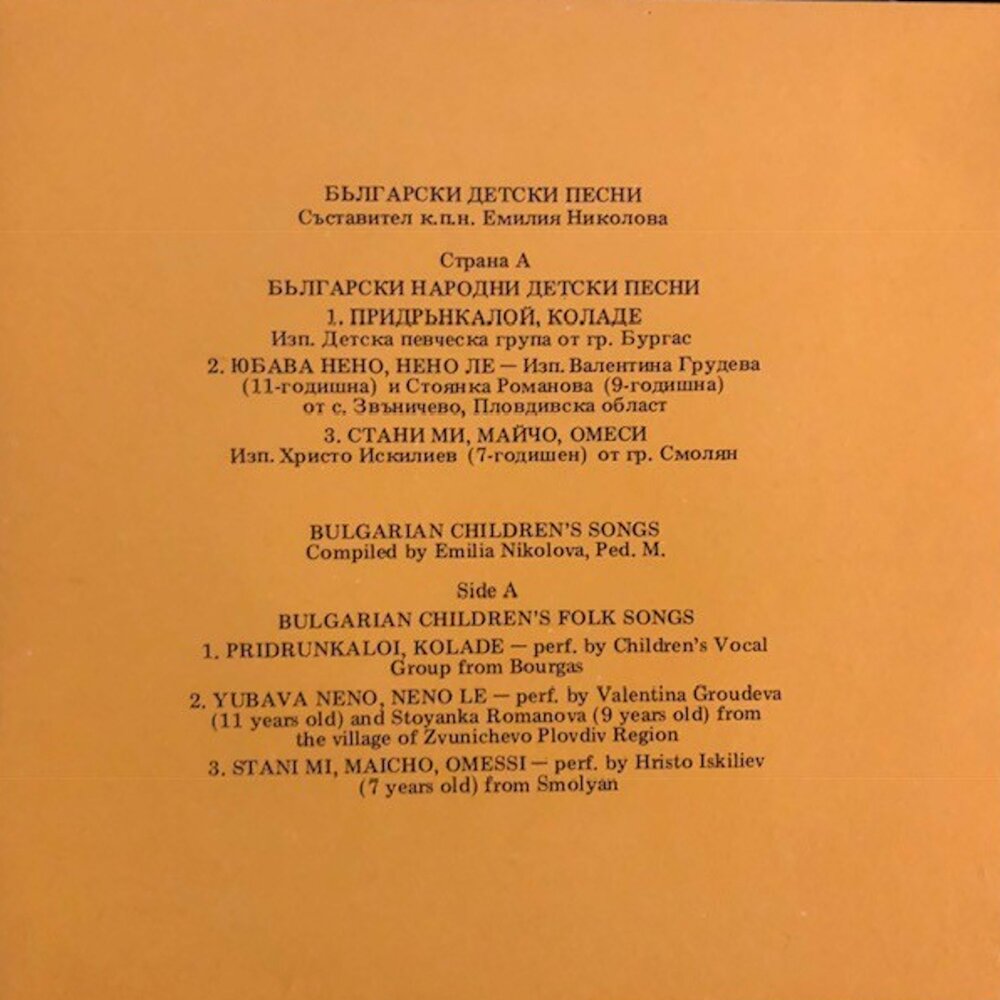 БЪЛГАРСКИ ДЕТСКИ ПЕСНИ
Съставител к.п.н. Емилия Николова
Страна А
БЪЛГАРСКИ НАРОДНИ ДЕТСКИ ПЕСНИ
1. ПРИДРЪНКАЛОЙ, КОЛАДЕ
Изп. Детска певческа група от гр. Бургас
2. ЮБАВА НЕНО, НЕНО ЛЕ — Изп. Валентина Грудева
(11-годишна) и Стоянка Романова (9-годишна)
от с. Звъничево, Пловдивска област
3. СТАНИ МИ, МАЙЧО, ОМЕСИ
Изп. Христо Искилиев (7-годишен) от гр. Смолян
BULGARIAN CHILDREN'S SONGS
Compiled by Emilia Nikolova, Ped. M.
Side A
BULGARIAN CHILDREN'S FOLK SONGS
1. PRIDRUNKALOI, KOLADE — perf. by Children's Vocal
Group from Bourgas
2. YUBAVA NENO, NENO LE — perf. by Valentina Groudeva
(11 years old) and Stoyanka Romanova (9 years old) from
the village of Zvunichevo Plovdiv Region
3. STANI MI, MAICHO, OMESSI — perf. by Hristo Iskiliev
(7 years old) from Smolyan